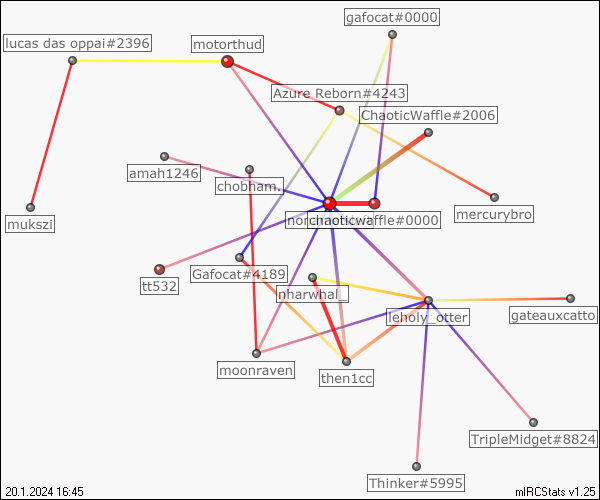 gafocat#0000
lucas das oppai#2396
motorthud
Azure Reborn#4243
ChaoticWaffle#2006
amah1246
chobham.
mercurybro
mukszi
chaoticwaffle#0000
Gafocat#4189
tt532
nharwhal_
leholy_otter
gateauxcatto
moonraven
then1cc
TripleMidget#8824
Thinker#5995
20.1.2024 16:45
mIRCStats v1.25